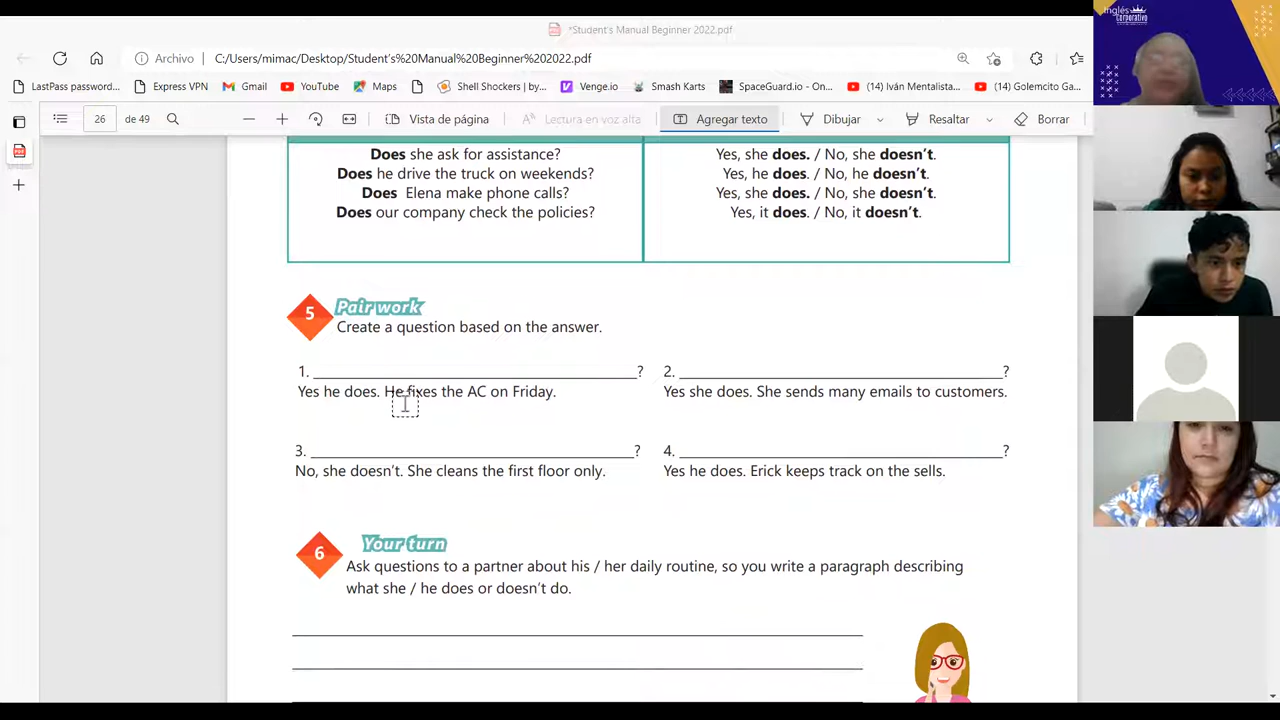 *Student's Manual Beginner 2022.pdf
Archivo C:/Users/mimac/Desktop/Student's%20Manual%20Beginner%202022.pdf
LastPass password... Express VPN Gmail YouTube Maps Shell Shockers | by... Venge.io Smash Karts SpaceGuard.io - On... (14) Iván Mentalista... (14) Golemcito Ga...
26 de 49 Vista de página Lectura en voz alta Agregar texto Dibujar Resaltar Borrar
Inglés
Corporativo
Does she ask for assistance? Yes, she does. / No, she doesn't.
Does he drive the truck on weekends? Yes, he does. / No, he doesn't.
Does Elena make phone calls? Yes, she does. / No, she doesn't.
Does our company check the policies? Yes, it does. / No, it doesn't.
5 Pair work
Create a question based on the answer.
1. ? 2. ?
Yes he does. He fixes the AC on Friday. Yes she does. She sends many emails to customers.
3. ? 4. ?
No, she doesn't. She cleans the first floor only. Yes he does. Erick keeps track on the sells.
6 Your turn
Ask questions to a partner about his / her daily routine, so you write a paragraph describing
what she / he does or doesn't do.